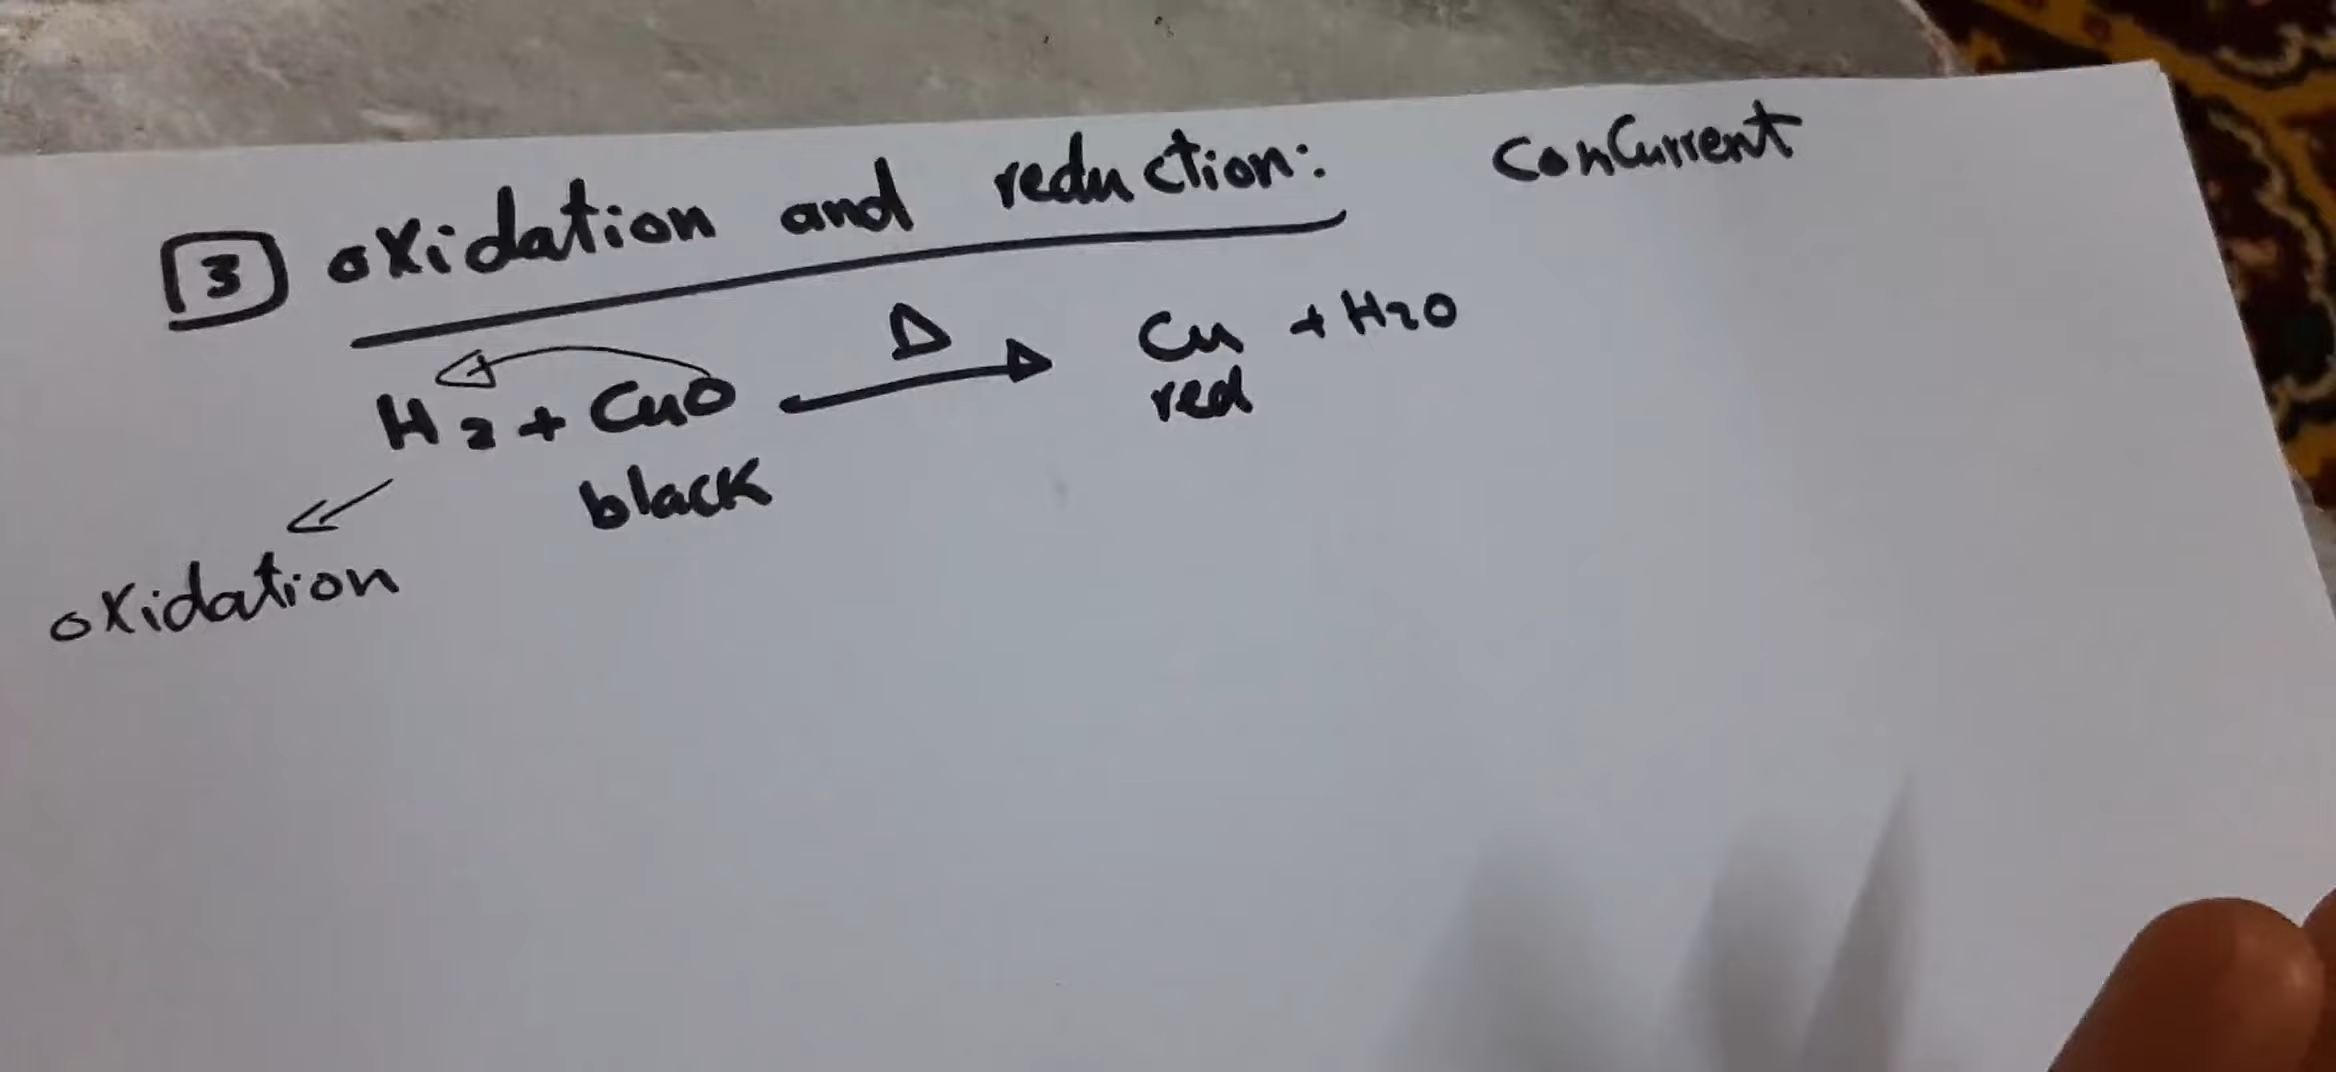 3 oxidation and reduction: ConCurrent
H2 + CuO Δ Cu + H2O
black red
oxidation